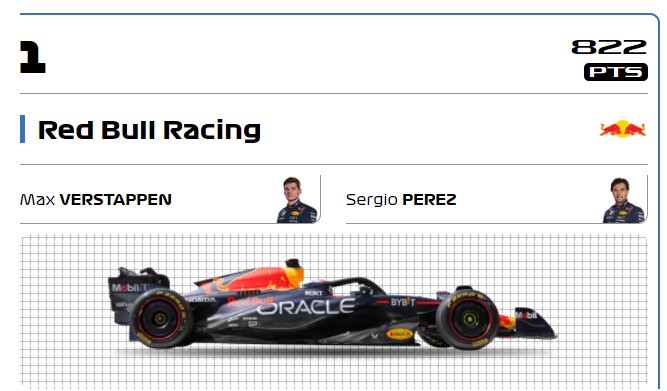 1
822
PTS
Red Bull Racing
Max VERSTAPPEN
Sergio PEREZ
Mobil 1
HONDA
Red Bull
ORACLE
ROKT
BYBIT
Mobil